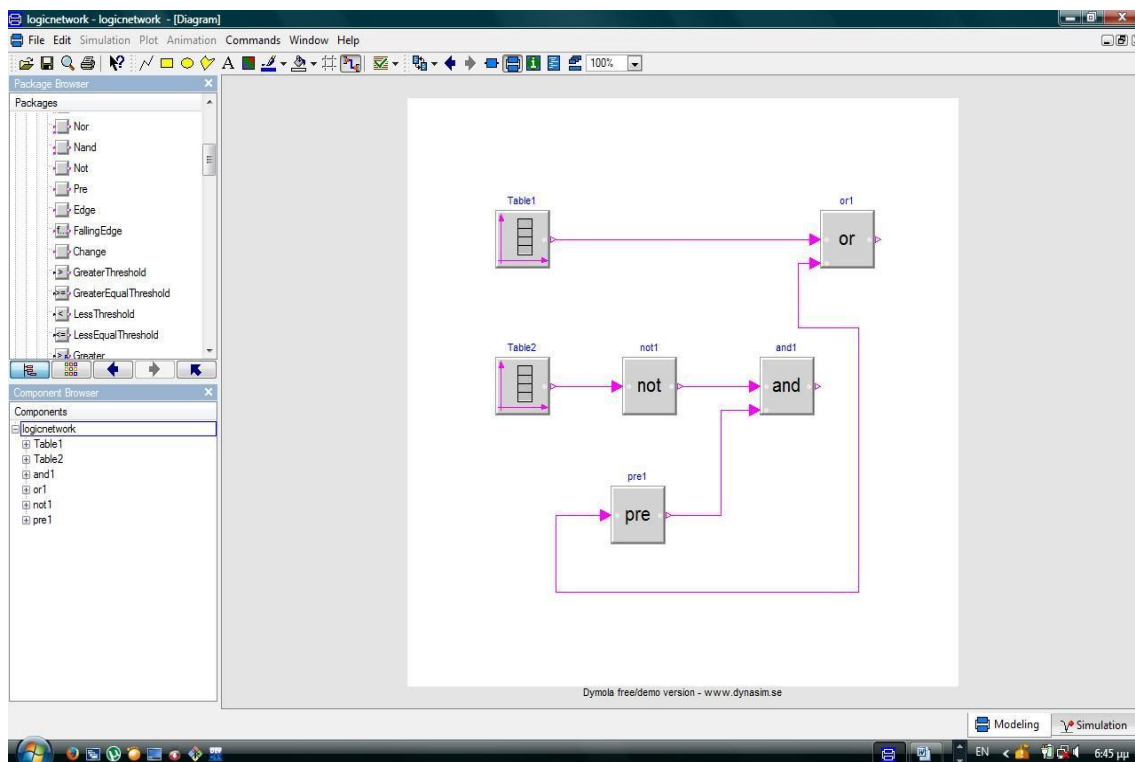 logicnetwork - logicnetwork - [Diagram]
File Edit Simulation Plot Animation Commands Window Help
A 100%
Package Browser
Packages
Nor
Nand
Not
Pre
Edge
f... FallingEdge
Change
> GreaterThreshold
>= GreaterEqualThreshold
< LessThreshold
<= LessEqualThreshold
> Greater
Component Browser
Components
logicnetwork
Table1
Table2
and1
or1
not1
pre1
Table1
or1
or
Table2
not1
and1
not
and
pre1
pre
Dymola free/demo version - www.dynasim.se
Modeling Simulation
EN 6:45 μμ